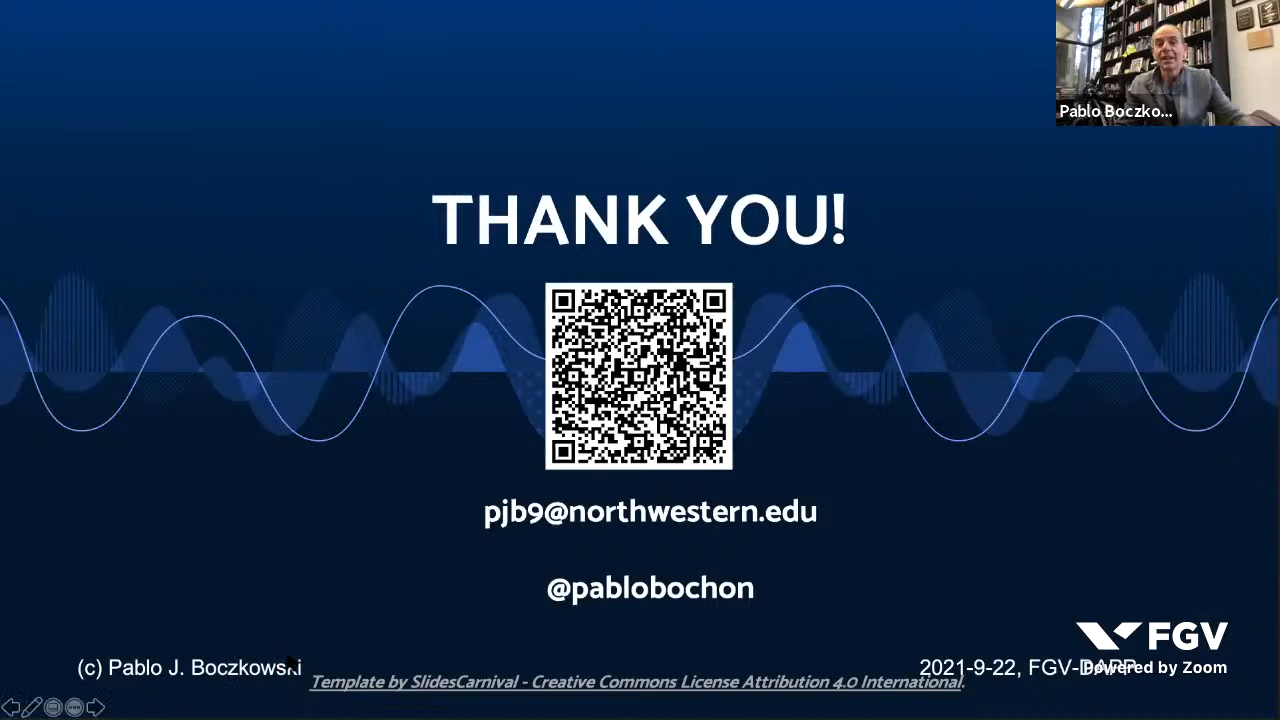 Pablo Boczko...
THANK YOU!
pjb9@northwestern.edu
@pablobochon
FGV
(c) Pablo J. Boczkowski
2021-9-22, FGV-DAPP
Powered by Zoom
Template by SlidesCarnival - Creative Commons License Attribution 4.0 International.